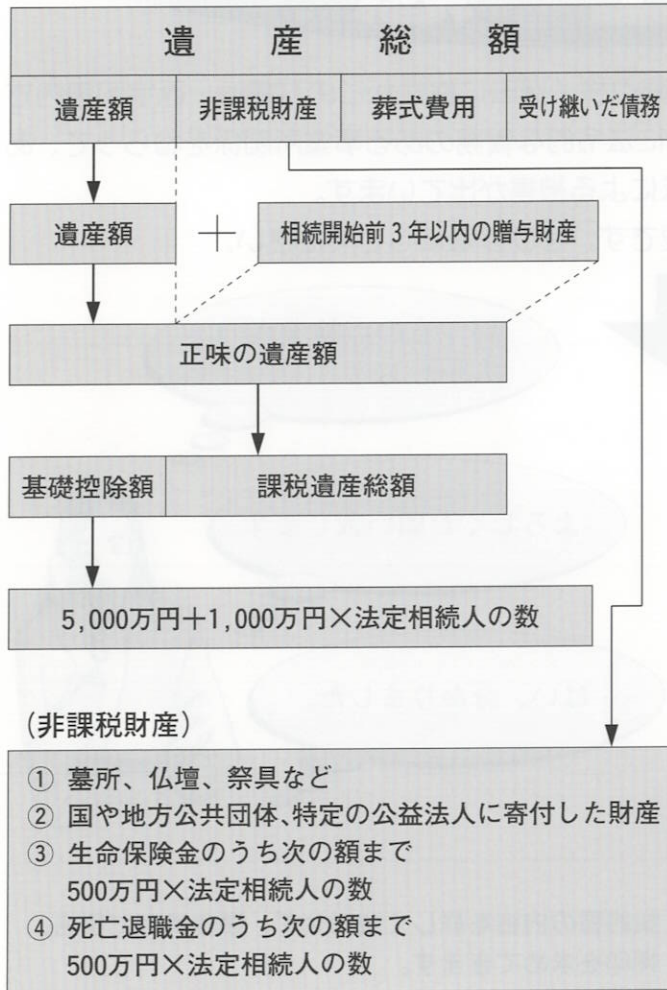 遺産総額
遺産額 非課税財産 葬式費用 受け継いだ債務
遺産額 + 相続開始前3年以内の贈与財産
正味の遺産額
基礎控除額 課税遺産総額
5,000万円+1,000万円×法定相続人の数
(非課税財産)
① 墓所、仏壇、祭具など
② 国や地方公共団体、特定の公益法人に寄付した財産
③ 生命保険金のうち次の額まで
500万円×法定相続人の数
④ 死亡退職金のうち次の額まで
500万円×法定相続人の数